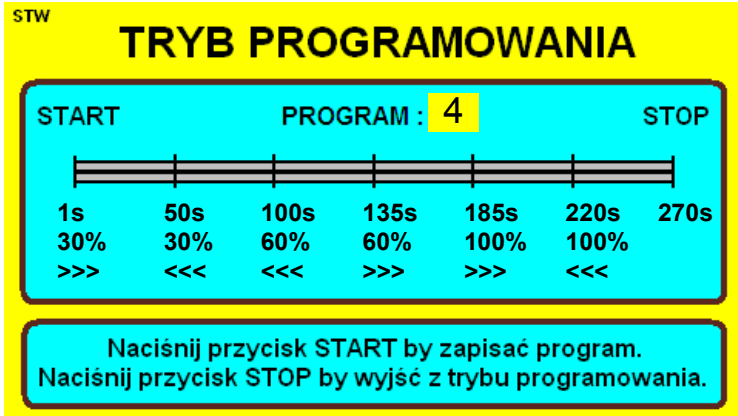 STW
TRYB PROGRAMOWANIA
START PROGRAM : 4 STOP
1s 50s 100s 135s 185s 220s 270s
30% 30% 60% 60% 100% 100%
>>> <<< <<< >>> >>> <<<
Naciśnij przycisk START by zapisać program.
Naciśnij przycisk STOP by wyjść z trybu programowania.